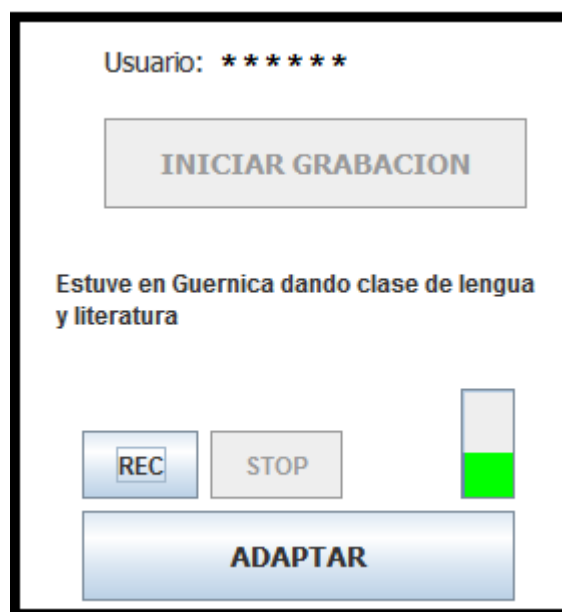 Usuario: ******
INICIAR GRABACION
Estuve en Guernica dando clase de lengua
y literatura
REC STOP
ADAPTAR